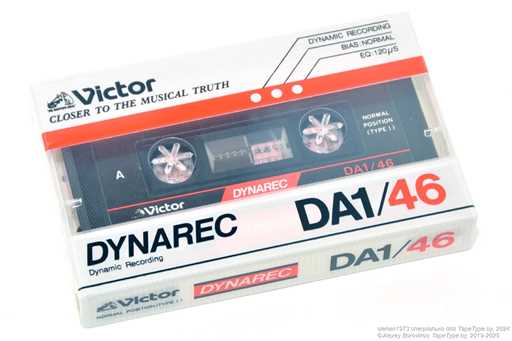 DYNAMIC RECORDING
BIAS:NORMAL
EQ:120µS
Victor
CLOSER TO THE MUSICAL TRUTH
NORMAL
POSITION
(TYPE I)
A
DYNAREC
DA1/46
Victor
DYNAREC
DA1/46
Dynamic Recording
Victor
DYNAREC
DA1/46
NORMAL POSITION(TYPE I)